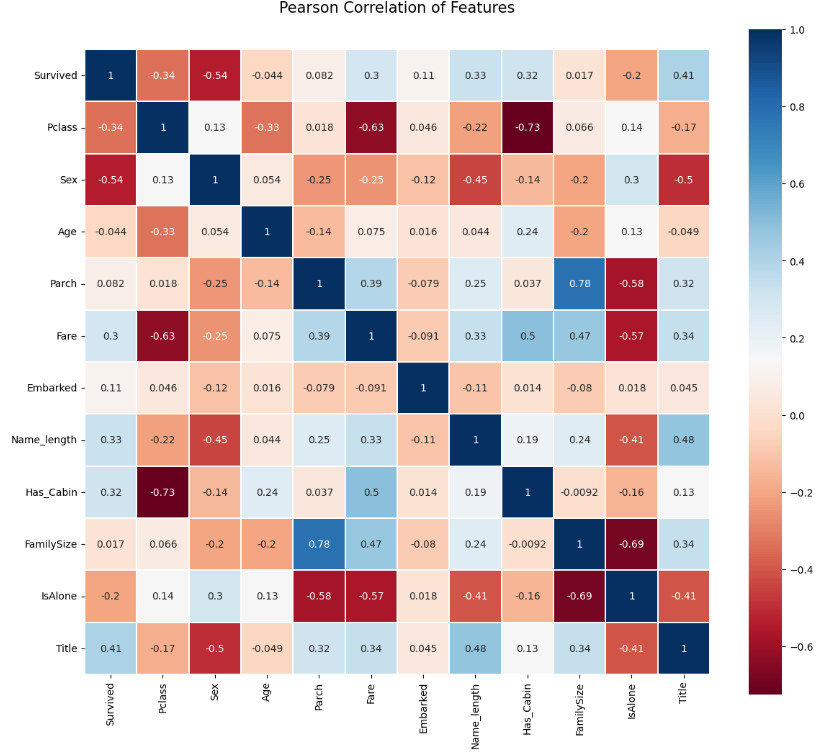 Pearson Correlation of Features
Survived 1 -0.34 -0.54 -0.044 0.082 0.3 0.11 0.33 0.32 0.017 -0.2 0.41
Pclass -0.34 1 0.13 -0.33 0.018 -0.63 0.046 -0.22 -0.73 0.066 0.14 -0.17
Sex -0.54 0.13 1 0.054 -0.25 -0.25 -0.12 -0.45 -0.14 -0.2 0.3 -0.5
Age -0.044 -0.33 0.054 1 -0.14 0.075 0.016 0.044 0.24 -0.2 0.13 -0.049
Parch 0.082 0.018 -0.25 -0.14 1 0.39 -0.079 0.25 0.037 0.78 -0.58 0.32
Fare 0.3 -0.63 -0.25 0.075 0.39 1 -0.091 0.33 0.5 0.47 -0.57 0.34
Embarked 0.11 0.046 -0.12 0.016 -0.079 -0.091 1 -0.11 0.014 -0.08 0.018 0.045
Name_length 0.33 -0.22 -0.45 0.044 0.25 0.33 -0.11 1 0.19 0.24 -0.41 0.48
Has_Cabin 0.32 -0.73 -0.14 0.24 0.037 0.5 0.014 0.19 1 -0.0092 -0.16 0.13
FamilySize 0.017 0.066 -0.2 -0.2 0.78 0.47 -0.08 0.24 -0.0092 1 -0.69 0.34
IsAlone -0.2 0.14 0.3 0.13 -0.58 -0.57 0.018 -0.41 -0.16 -0.69 1 -0.41
Title 0.41 -0.17 -0.5 -0.049 0.32 0.34 0.045 0.48 0.13 0.34 -0.41 1
Survived Pclass Sex Age Parch Fare Embarked Name_length Has_Cabin FamilySize IsAlone Title
1.0
0.8
0.6
0.4
0.2
0.0
−0.2
−0.4
−0.6